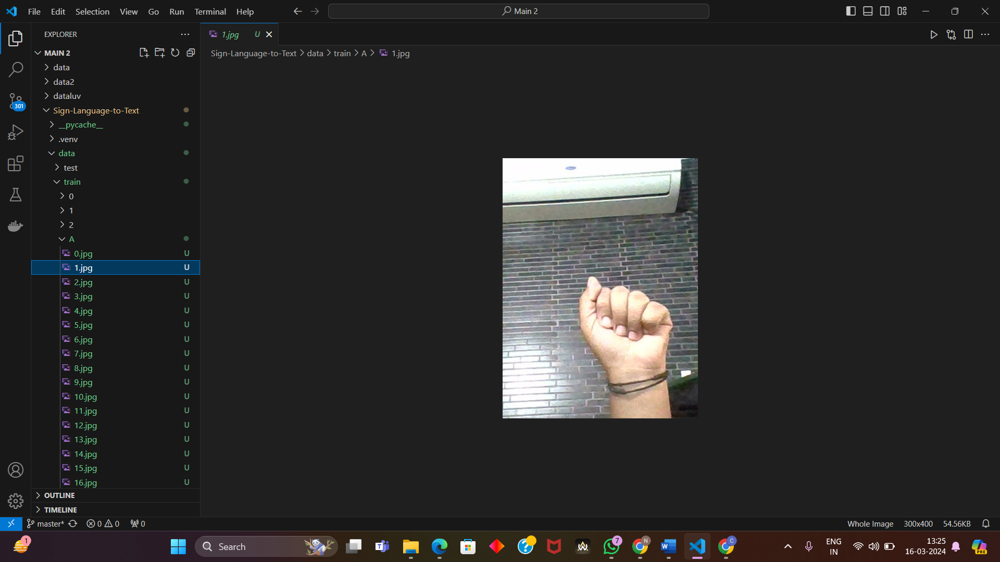 File Edit Selection View Go Run Terminal Help
Main 2
EXPLORER
MAIN 2
data
data2
dataluv
Sign-Language-to-Text
__pycache__
.venv
data
test
train
0
1
2
A
0.jpg U
1.jpg U
2.jpg U
3.jpg U
4.jpg U
5.jpg U
6.jpg U
7.jpg U
8.jpg U
9.jpg U
10.jpg U
11.jpg U
12.jpg U
13.jpg U
14.jpg U
15.jpg U
16.jpg U
OUTLINE
TIMELINE
301
1.jpg U
Sign-Language-to-Text > data > train > A > 1.jpg
master* 0 0 0
Whole Image 300x400 54.56KB
1
Search
7
N
C
PRE
ENG
IN
13:25
16-03-2024